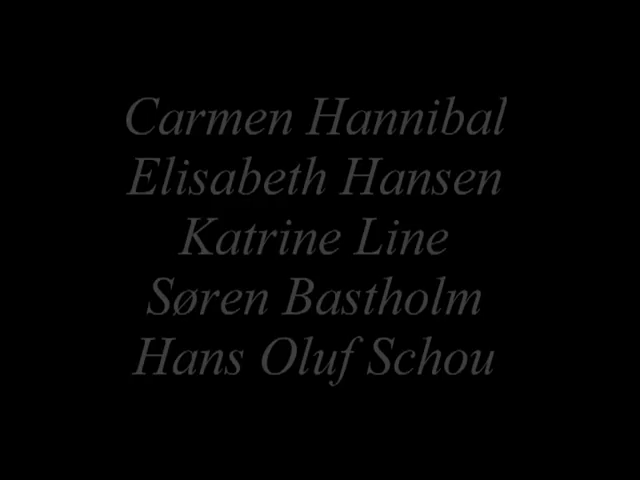 Carmen Hannibal
Elisabeth Hansen
Katrine Line
Søren Bastholm
Hans Oluf Schou